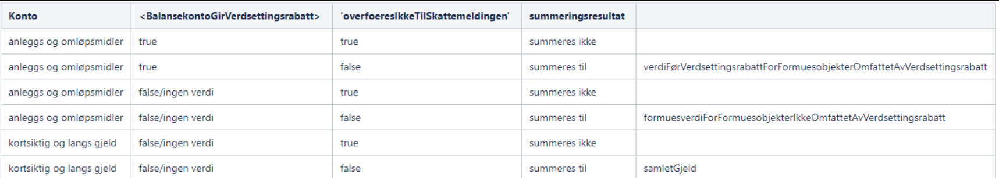 Konto <BalansekontoGirVerdsettingsrabatt> 'overfoeresIkkeTilSkattemeldingen' summeringsresultat
anleggs og omløpsmidler true true summeres ikke
anleggs og omløpsmidler true false summeres til verdiFørVerdsettingsrabattForFormuesobjekterOmfattetAvVerdsettingsrabatt
anleggs og omløpsmidler false/ingen verdi true summeres ikke
anleggs og omløpsmidler false/ingen verdi false summeres til formuesverdiForFormuesobjekterIkkeOmfattetAvVerdsettingsrabatt
kortsiktig og langs gjeld false/ingen verdi true summeres ikke
kortsiktig og langs gjeld false/ingen verdi false summeres til samletGjeld